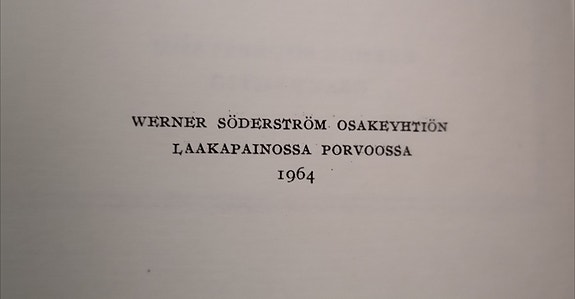 WERNER SÖDERSTRÖM OSAKEYHTIÖN
LAAKAPAINOSSA PORVOOSSA
1964